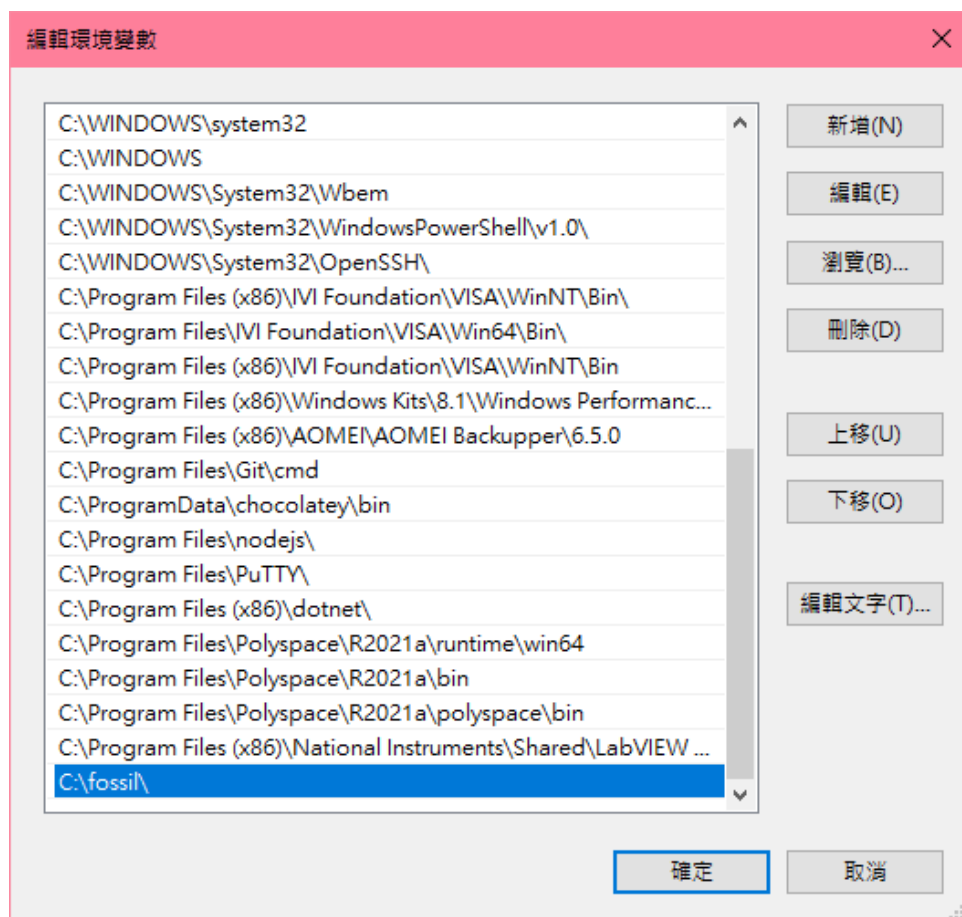 編輯環境變數
C:\WINDOWS\system32
C:\WINDOWS
C:\WINDOWS\System32\Wbem
C:\WINDOWS\System32\WindowsPowerShell\v1.0\
C:\WINDOWS\System32\OpenSSH\
C:\Program Files (x86)\IVI Foundation\VISA\WinNT\Bin\
C:\Program Files\IVI Foundation\VISA\Win64\Bin\
C:\Program Files (x86)\IVI Foundation\VISA\WinNT\Bin
C:\Program Files (x86)\Windows Kits\8.1\Windows Performanc...
C:\Program Files (x86)\AOMEI\AOMEI Backupper\6.5.0
C:\Program Files\Git\cmd
C:\ProgramData\chocolatey\bin
C:\Program Files\nodejs\
C:\Program Files\PuTTY\
C:\Program Files (x86)\dotnet\
C:\Program Files\Polyspace\R2021a\runtime\win64
C:\Program Files\Polyspace\R2021a\bin
C:\Program Files\Polyspace\R2021a\polyspace\bin
C:\Program Files (x86)\National Instruments\Shared\LabVIEW ...
C:\fossil\
新增(N)
編輯(E)
瀏覽(B)...
刪除(D)
上移(U)
下移(O)
編輯文字(T)...
確定
取消